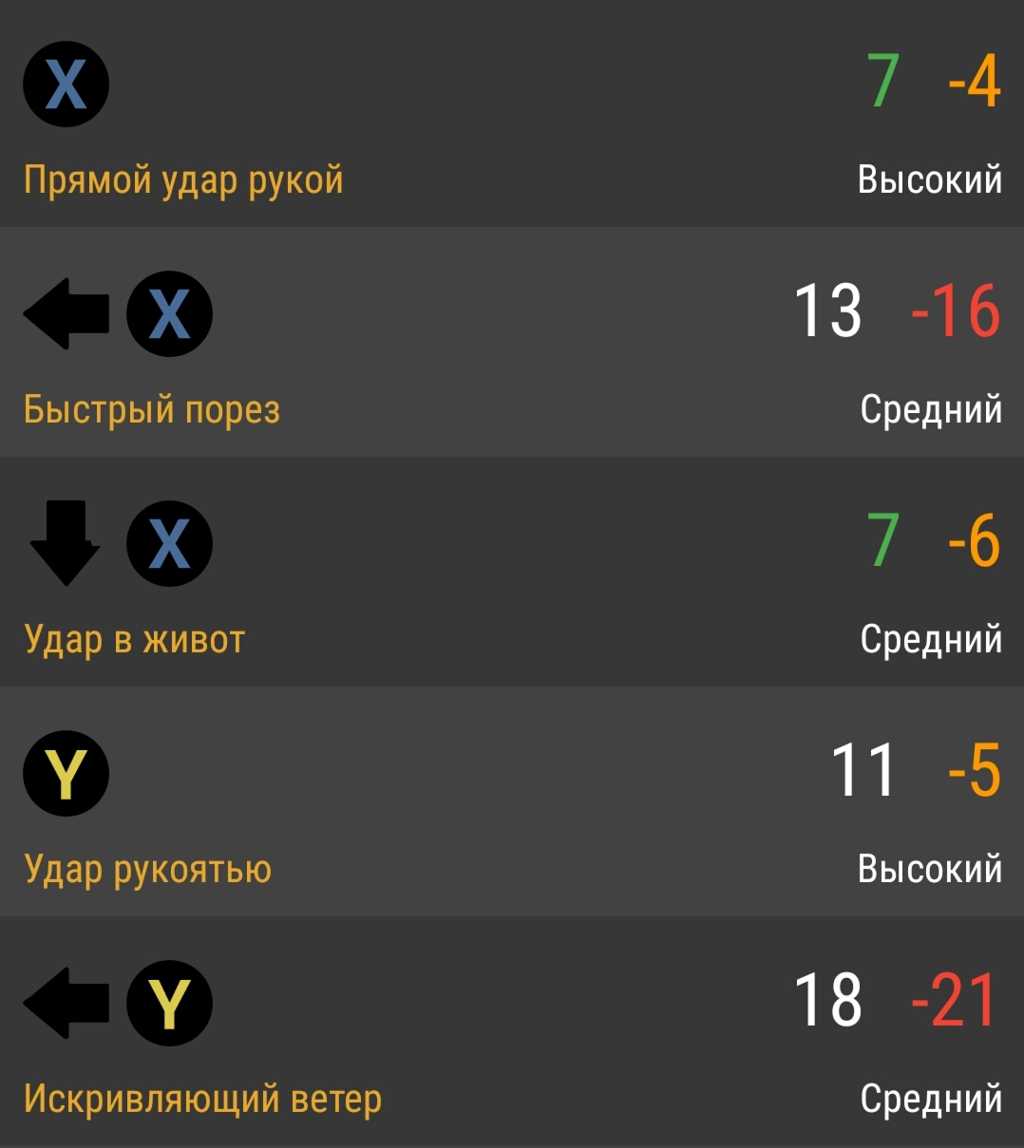 X 7 -4
Прямой удар рукой Высокий
X 13 -16
Быстрый порез Средний
X 7 -6
Удар в живот Средний
Y 11 -5
Удар рукоятью Высокий
Y 18 -21
Искривляющий ветер Средний